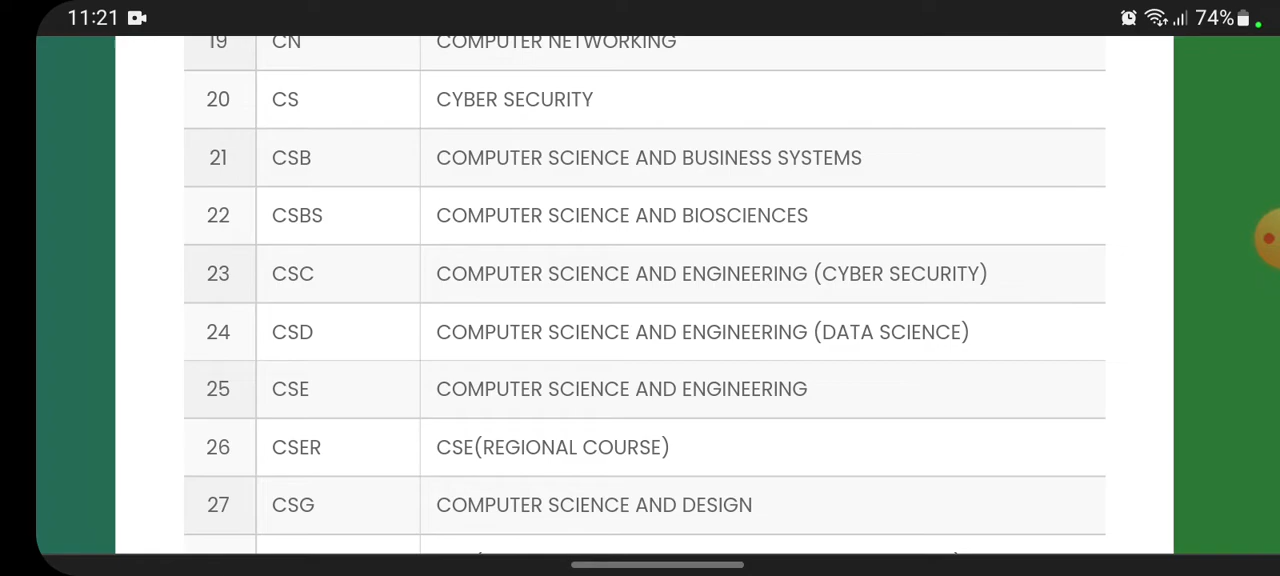 11:21 74%
19 CN COMPUTER NETWORKING
20 CS CYBER SECURITY
21 CSB COMPUTER SCIENCE AND BUSINESS SYSTEMS
22 CSBS COMPUTER SCIENCE AND BIOSCIENCES
23 CSC COMPUTER SCIENCE AND ENGINEERING (CYBER SECURITY)
24 CSD COMPUTER SCIENCE AND ENGINEERING (DATA SCIENCE)
25 CSE COMPUTER SCIENCE AND ENGINEERING
26 CSER CSE(REGIONAL COURSE)
27 CSG COMPUTER SCIENCE AND DESIGN